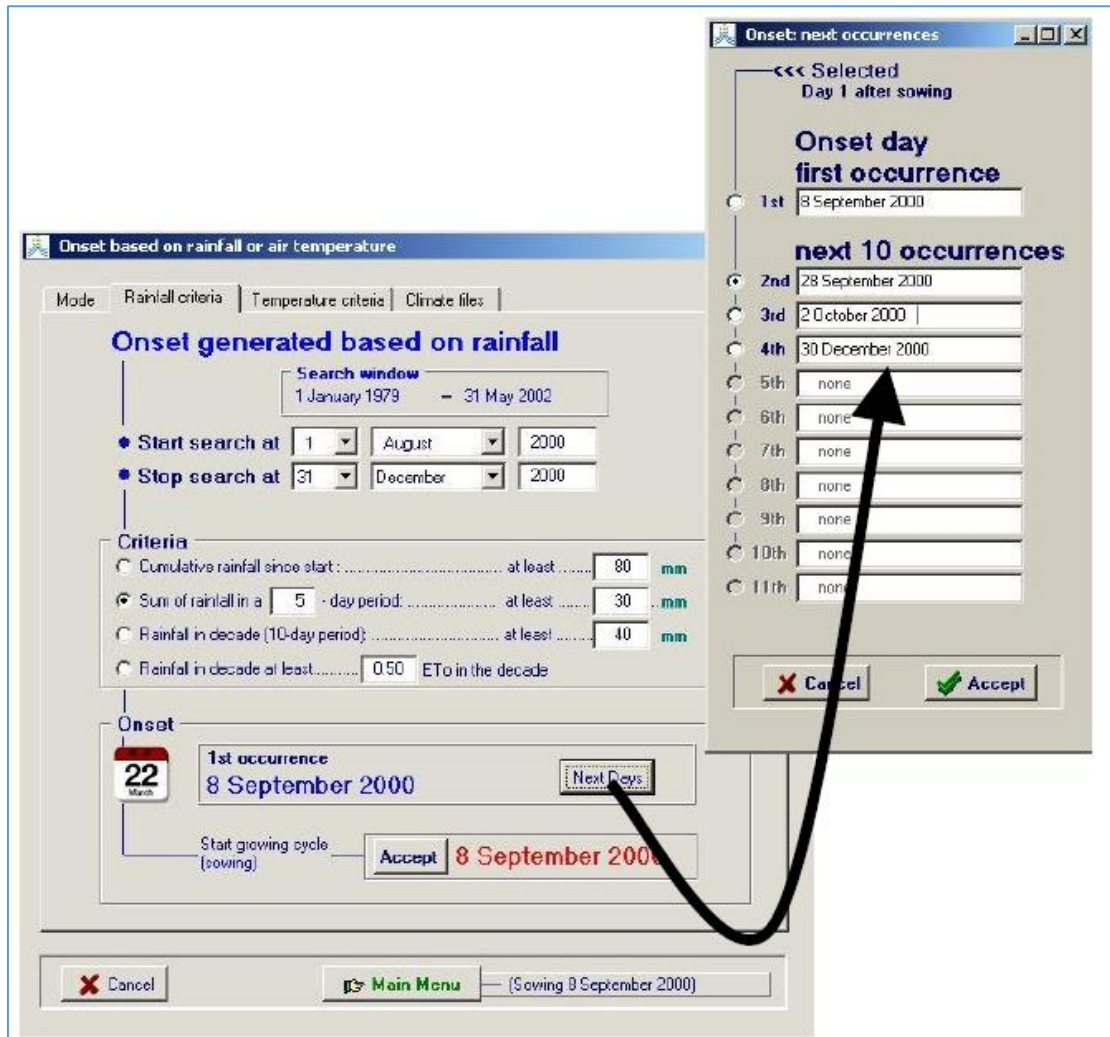 Onset: next occurrences
<<< Selected
Day 1 after sowing
Onset day
first occurrence
1st 8 September 2000
next 10 occurrences
2nd 28 September 2000
3rd 2 October 2000
4th 30 December 2000
5th none
6th none
7th none
8th none
9th none
10th none
11th none
Cancel Accept
Onset based on rainfall or air temperature
Mode Rainfall criteria Temperature criteria Climate files
Onset generated based on rainfall
Search window
1 January 1979 – 31 May 2002
Start search at 1 August 2000
Stop search at 31 December 2000
Criteria
Cumulative rainfall since start : ................................. at least ....... 80 mm
Sum of rainfall in a 5 - day period: ................... at least ....... 30 mm
Rainfall in decade (10-day period): ........................... at least ....... 40 mm
Rainfall in decade at least.......... 0.50 ETo in the decade
Onset
22
March
1st occurrence
8 September 2000
Next Days
Start growing cycle
(sowing)
Accept 8 September 2000
Cancel Main Menu (Sowing 8 September 2000)